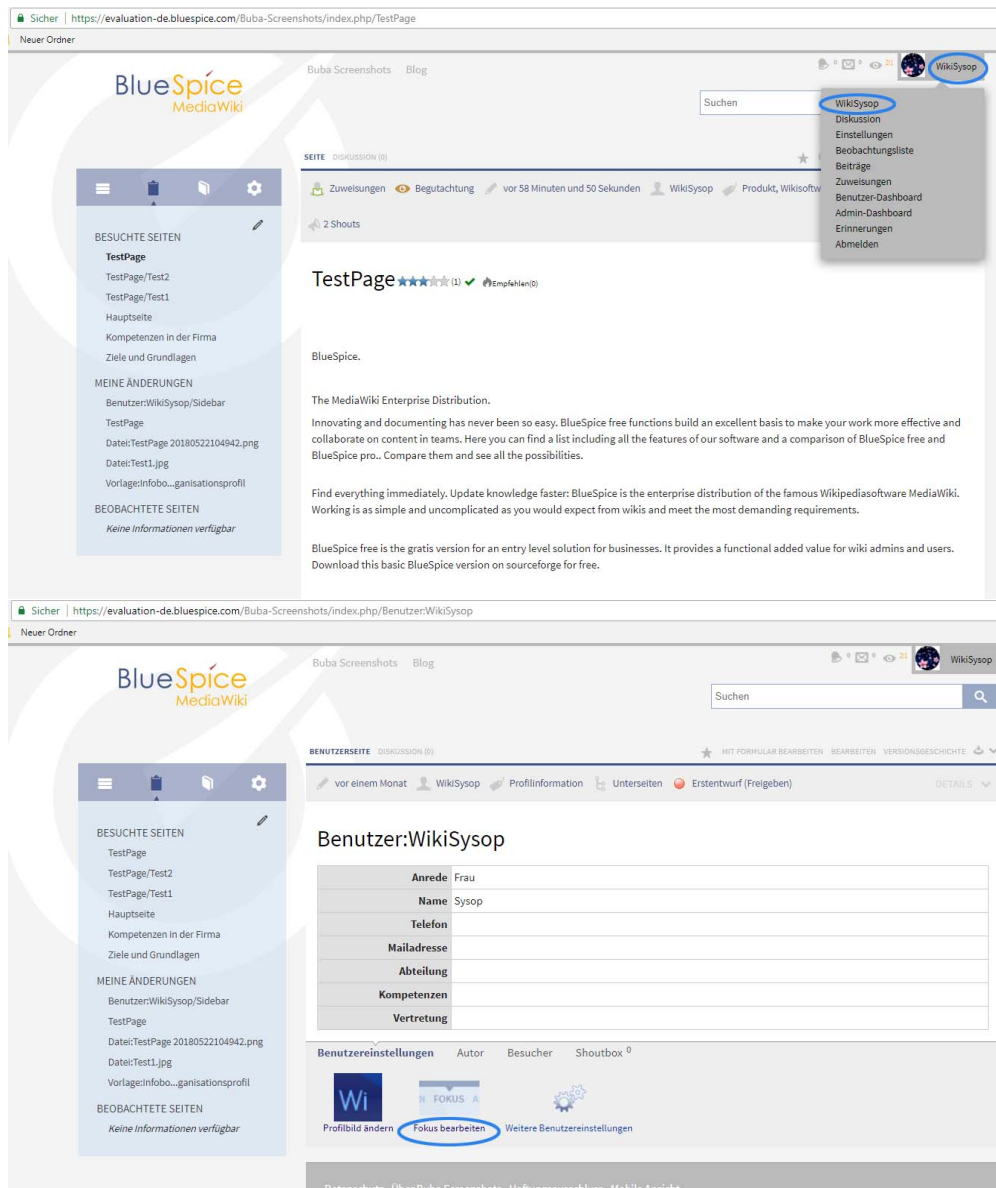 Sicher | https://evaluation-de.bluespice.com/Buba-Screenshots/index.php/TestPage
Neuer Ordner
BlueSpice
MediaWiki
Buba Screenshots Blog
0 0 21 WikiSysop
Suchen
WikiSysop
Diskussion
Einstellungen
Beobachtungsliste
Beiträge
Zuweisungen
Benutzer-Dashboard
Admin-Dashboard
Erinnerungen
Abmelden
SEITE DISKUSSION (0)
Zuweisungen Begutachtung vor 58 Minuten und 50 Sekunden WikiSysop Produkt, Wikisoftw
2 Shouts
BESUCHTE SEITEN
TestPage
TestPage/Test2
TestPage/Test1
Hauptseite
Kompetenzen in der Firma
Ziele und Grundlagen
MEINE ÄNDERUNGEN
Benutzer:WikiSysop/Sidebar
TestPage
Datei:TestPage 20180522104942.png
Datei:Test1.jpg
Vorlage:Infobo...ganisationsprofil
BEOBACHTETE SEITEN
Keine Informationen verfügbar
TestPage (1) Empfehlen(0)
BlueSpice.
The MediaWiki Enterprise Distribution.
Innovating and documenting has never been so easy. BlueSpice free functions build an excellent basis to make your work more effective and
collaborate on content in teams. Here you can find a list including all the features of our software and a comparison of BlueSpice free and
BlueSpice pro.. Compare them and see all the possibilities.
Find everything immediately. Update knowledge faster: BlueSpice is the enterprise distribution of the famous Wikipediasoftware MediaWiki.
Working is as simple and uncomplicated as you would expect from wikis and meet the most demanding requirements.
BlueSpice free is the gratis version for an entry level solution for businesses. It provides a functional added value for wiki admins and users.
Download this basic BlueSpice version on sourceforge for free.
Sicher | https://evaluation-de.bluespice.com/Buba-Screenshots/index.php/Benutzer:WikiSysop
Neuer Ordner
BlueSpice
MediaWiki
Buba Screenshots Blog
0 0 21 WikiSysop
Suchen
BENUTZERSEITE DISKUSSION (0)
MIT FORMULAR BEARBEITEN BEARBEITEN VERSIONSGESCHICHTE
vor einem Monat WikiSysop Profilinformation Unterseiten Erstentwurf (Freigeben) DETAILS
BESUCHTE SEITEN
TestPage
TestPage/Test2
TestPage/Test1
Hauptseite
Kompetenzen in der Firma
Ziele und Grundlagen
MEINE ÄNDERUNGEN
Benutzer:WikiSysop/Sidebar
TestPage
Datei:TestPage 20180522104942.png
Datei:Test1.jpg
Vorlage:Infobo...ganisationsprofil
BEOBACHTETE SEITEN
Keine Informationen verfügbar
Benutzer:WikiSysop
Anrede Frau
Name Sysop
Telefon
Mailadresse
Abteilung
Kompetenzen
Vertretung
Benutzereinstellungen Autor Besucher Shoutbox 0
Wi N FOKUS A
Profilbild ändern Fokus bearbeiten Weitere Benutzereinstellungen